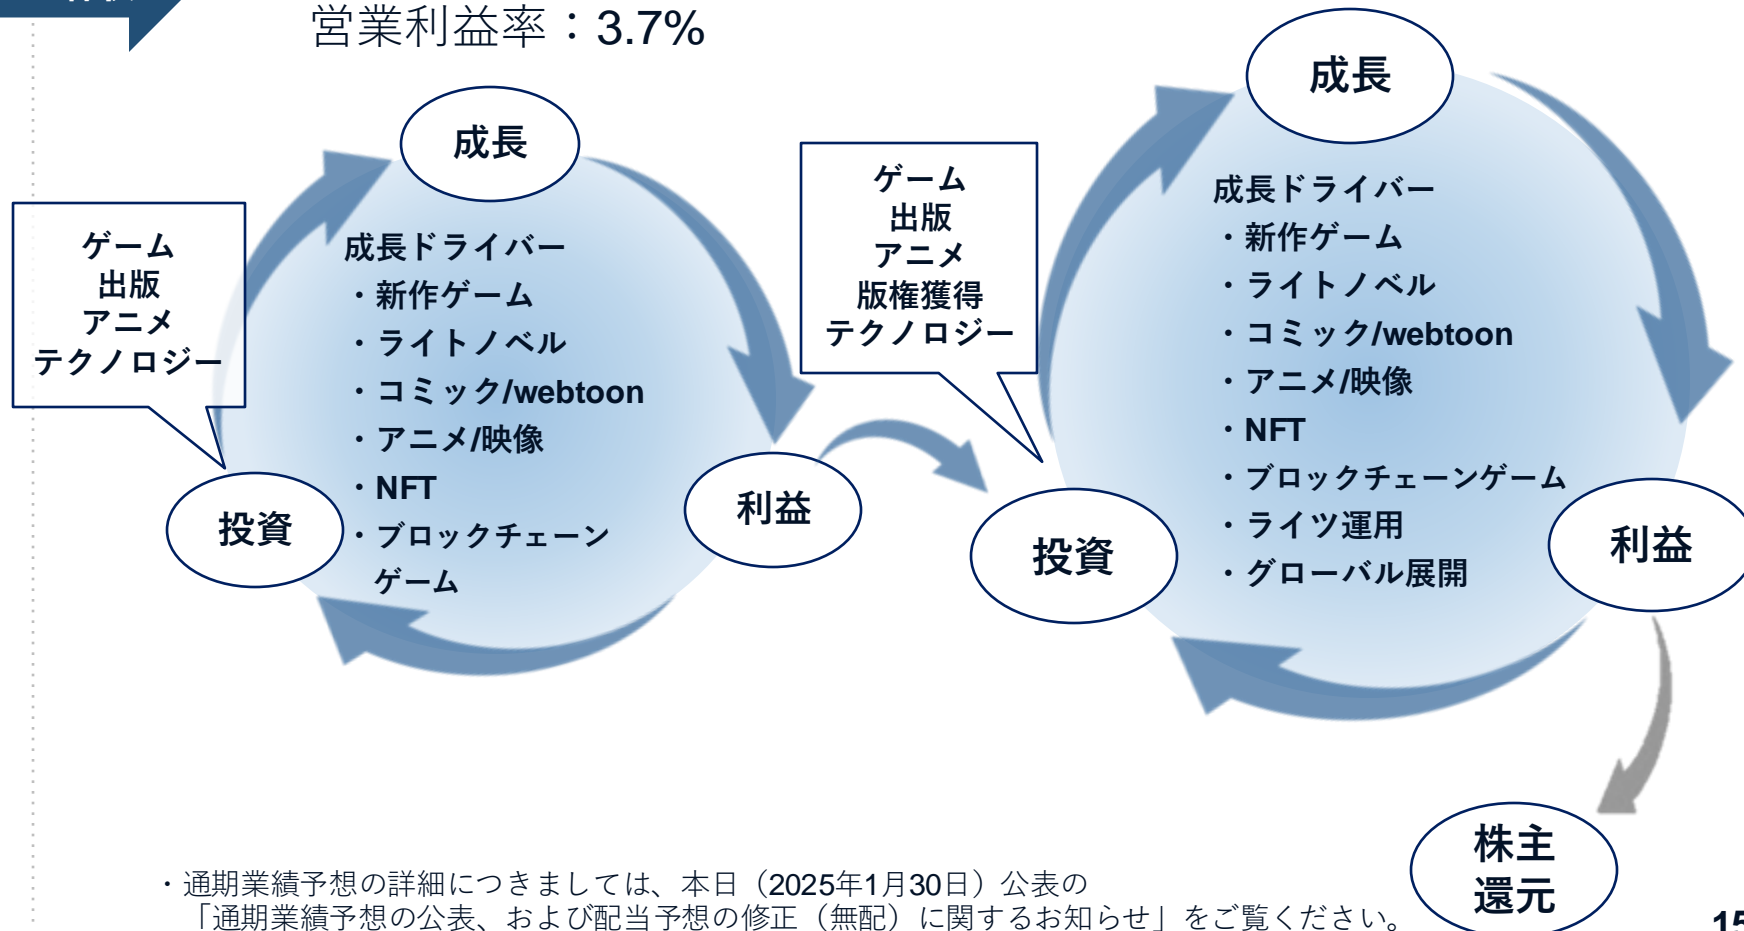 営業利益率：3.7%
成長
ゲーム
出版
アニメ
テクノロジー
成長ドライバー
・新作ゲーム
・ライトノベル
・コミック/webtoon
・アニメ/映像
・NFT
・ブロックチェーン
ゲーム
投資
利益
成長
ゲーム
出版
アニメ
版権獲得
テクノロジー
成長ドライバー
・新作ゲーム
・ライトノベル
・コミック/webtoon
・アニメ/映像
・NFT
・ブロックチェーンゲーム
・ライツ運用
・グローバル展開
投資
利益
株主
還元
・通期業績予想の詳細につきましては、本日（2025年1月30日）公表の
「通期業績予想の公表、および配当予想の修正（無配）に関するお知らせ」をご覧ください。
15